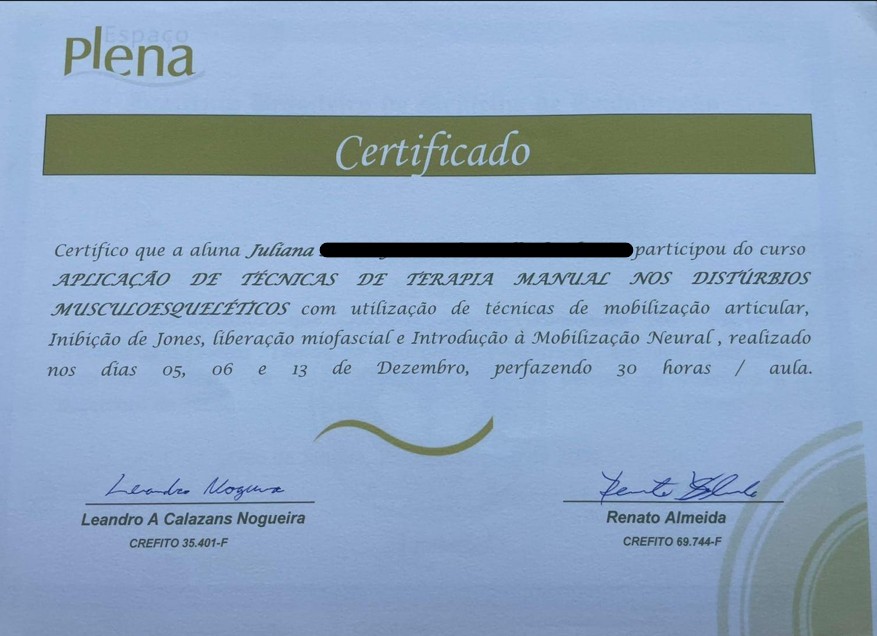 Espaço
Plena
Certificado
Certifico que a aluna Juliana participou do curso
APLICAÇÃO DE TÉCNICAS DE TERAPIA MANUAL NOS DISTÚRBIOS
MUSCULOESQUELÉTICOS com utilização de técnicas de mobilização articular,
Inibição de Jones, liberação miofascial e Introdução à Mobilização Neural , realizado
nos dias 05, 06 e 13 de Dezembro, perfazendo 30 horas / aula.
Leandro Nogueira
Leandro A Calazans Nogueira
Renato Almeida
CREFITO 35.401-F
CREFITO 69.744-F